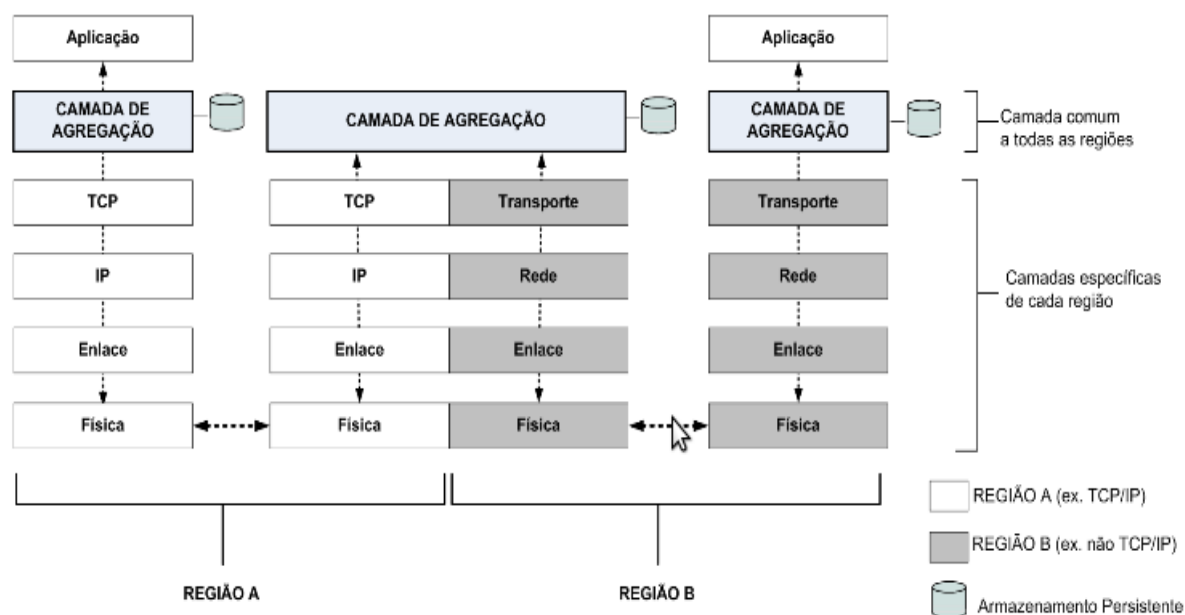 Aplicação
Aplicação
CAMADA DE
AGREGAÇÃO
CAMADA DE AGREGAÇÃO
CAMADA DE
AGREGAÇÃO
Camada comum
a todas as regiões
TCP
TCP
Transporte
Transporte
IP
IP
Rede
Rede
Camadas específicas
de cada região
Enlace
Enlace
Enlace
Enlace
Física
Física
Física
Física
REGIÃO A (ex. TCP/IP)
REGIÃO B (ex. não TCP/IP)
REGIÃO A
REGIÃO B
Armazenamento Persistente